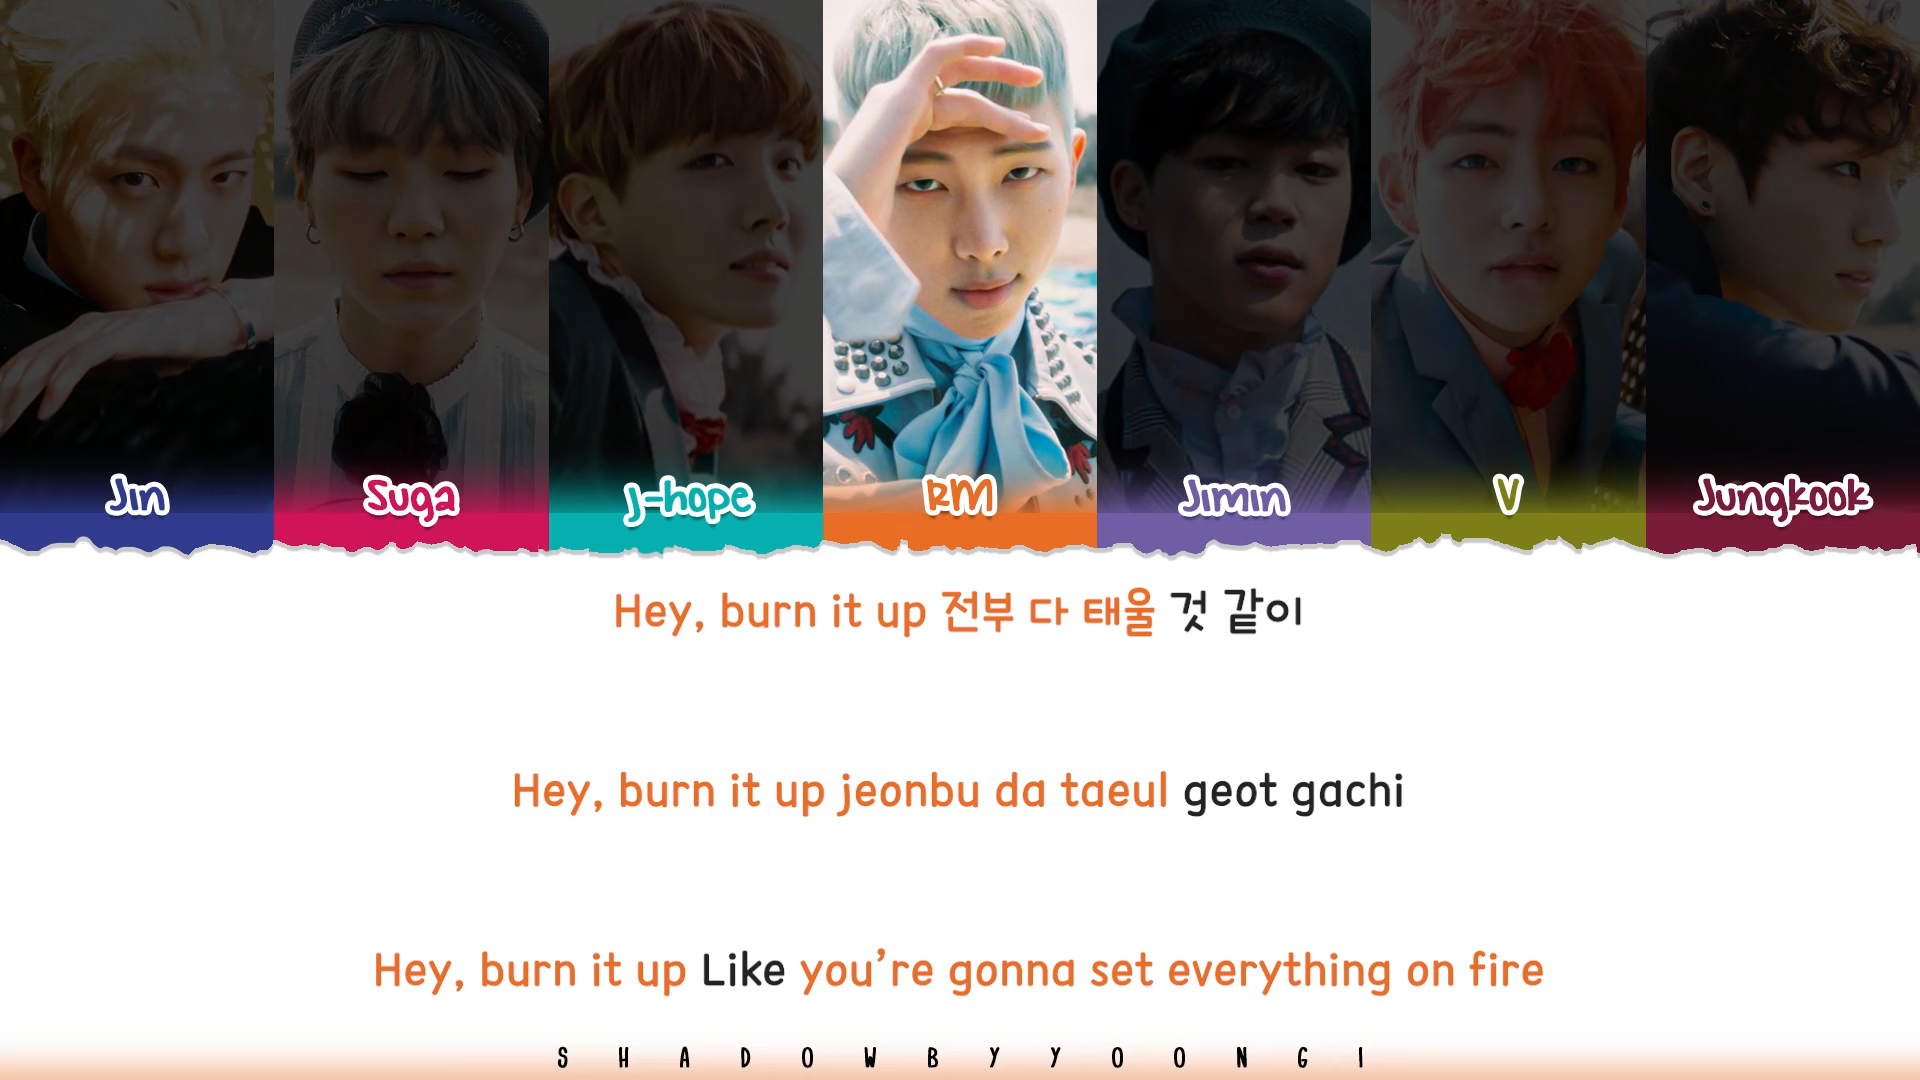 Jin Suga J-hope RM Jimin V Jungkook
Hey, burn it up 전부 다 태울 것 같이
Hey, burn it up jeonbu da taeul geot gachi
Hey, burn it up Like you're gonna set everything on fire
SHADOWBYYOONGI